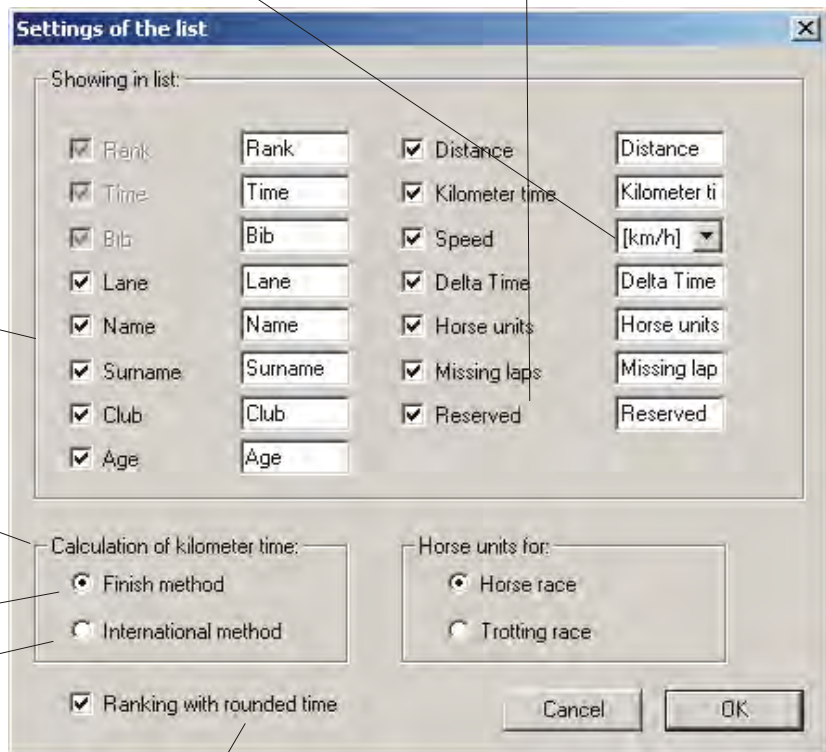 Settings of the list
Showing in list:
Rank Rank Distance Distance
Time Time Kilometer time Kilometer ti
Bib Bib Speed [km/h]
Lane Lane Delta Time Delta Time
Name Name Horse units Horse units
Surname Surname Missing laps Missing lap
Club Club Reserved Reserved
Age Age
Calculation of kilometer time: Horse units for:
Finish method Horse race
International method Trotting race
Ranking with rounded time Cancel OK